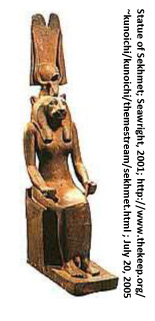 Statue of Sekhmet; Seawright, 2001; http://www.thekeep.org/
~kunoichi/kunoichi/themestream/sekhmet.html ; July 20, 2005